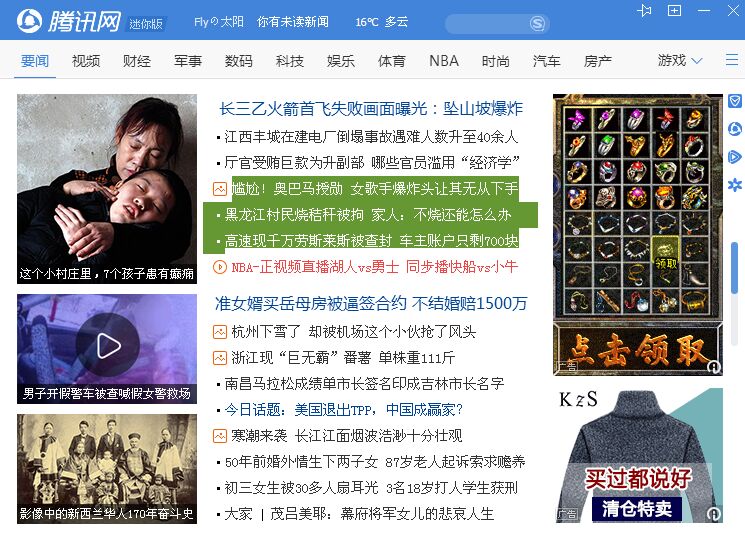 腾讯网 迷你版 Fly の太阳 你有未读新闻 16℃ 多云
要闻 视频 财经 军事 数码 科技 娱乐 体育 NBA 时尚 汽车 房产 游戏
这个小村庄里,7个孩子患有癫痫
男子开假警车被查喊假女警救场
影像中的新西兰华人170年奋斗史
长三乙火箭首飞失败画面曝光:坠山坡爆炸
江西丰城在建电厂倒塌事故遇难人数升至40余人
厅官受贿巨款为升副部 哪些官员滥用“经济学”
尴尬!奥巴马授勋 女歌手爆炸头让其无从下手
黑龙江村民烧秸秆被拘 家人:不烧还能怎么办
高速现千万劳斯莱斯被查封 车主账户只剩700块
NBA-正视频直播湖人vs勇士 同步播快船vs小牛
准女婿买岳母房被逼签合约 不结婚赔1500万
杭州下雪了 却被机场这个小伙抢了风头
浙江现“巨无霸”番薯 单株重111斤
南昌马拉松成绩单市长签名印成吉林市长名字
今日话题:美国退出TPP,中国成赢家?
寒潮来袭 长江江面烟波浩渺十分壮观
50年前婚外情生下两子女 87岁老人起诉索求赡养
初三女生被30多人扇耳光 3名18岁打人学生获刑
大家 | 茂吕美耶:幕府将军女儿的悲哀人生
领取
点击领取
广告
KzS
买过都说好
清仓特卖
广告